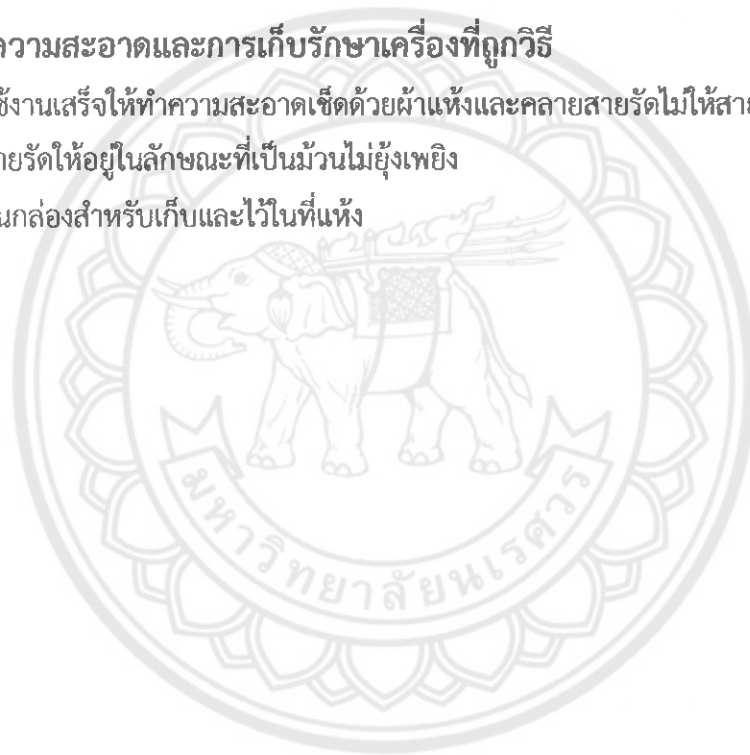 ความสะอาดและการเก็บรักษาเครื่องที่ถูกวิธี
ช้งานเสร็จให้ทำความสะอาดเช็ดด้วยผ้าแห้งและคลายสายรัดไม่ให้สาย
ายรัดให้อยู่ในลักษณะที่เป็นม้วนไม่ยุ้งเพยิง
นกล่องสำหรับเก็บและไว้ในที่แห้ง
มหาวิทยาลัยนเรศวร